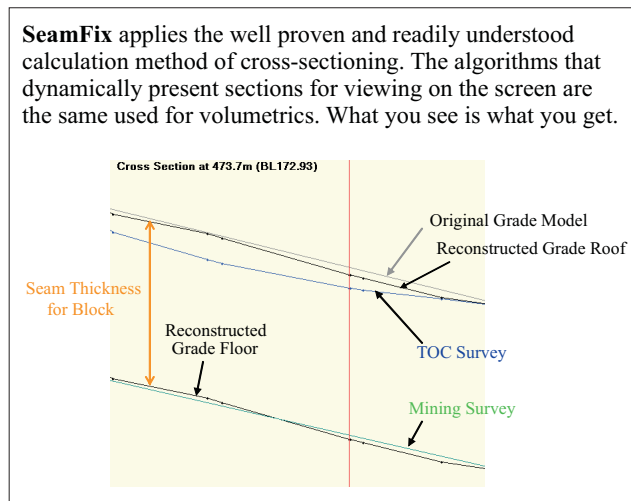 SeamFix applies the well proven and readily understood
calculation method of cross-sectioning. The algorithms that
dynamically present sections for viewing on the screen are
the same used for volumetrics. What you see is what you get.
Cross Section at 473.7m (BL172.93)
Original Grade Model
Reconstructed Grade Roof
Seam Thickness
for Block
Reconstructed
Grade Floor
TOC Survey
Mining Survey